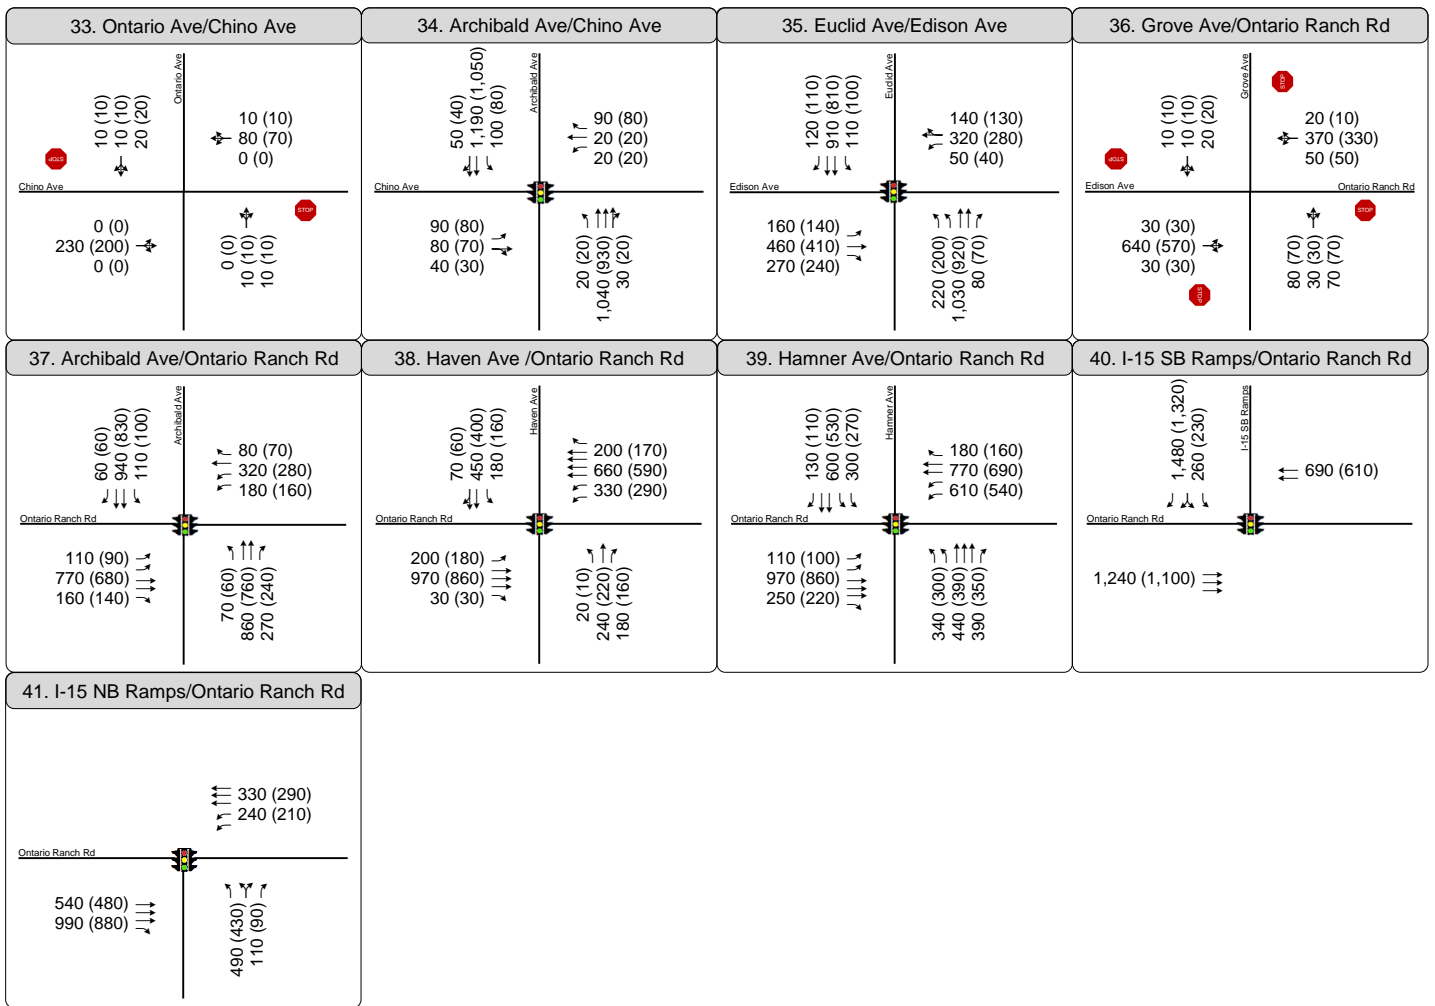 33. Ontario Ave/Chino Ave
Ontario Ave
10 (10)
10 (10)
20 (20)
10 (10)
80 (70)
0 (0)
STOP
Chino Ave
0 (0)
230 (200)
0 (0)
0 (0)
10 (10)
10 (10)
STOP
34. Archibald Ave/Chino Ave
Archibald Ave
50 (40)
1,190 (1,050)
100 (80)
90 (80)
20 (20)
20 (20)
Chino Ave
90 (80)
80 (70)
40 (30)
20 (20)
1,040 (930)
30 (20)
35. Euclid Ave/Edison Ave
Euclid Ave
120 (110)
910 (810)
110 (100)
140 (130)
320 (280)
50 (40)
Edison Ave
160 (140)
460 (410)
270 (240)
220 (200)
1,030 (920)
80 (70)
36. Grove Ave/Ontario Ranch Rd
Grove Ave
STOP
10 (10)
10 (10)
20 (20)
20 (10)
370 (330)
50 (50)
STOP
Edison Ave
Ontario Ranch Rd
30 (30)
640 (570)
30 (30)
80 (70)
30 (30)
70 (70)
STOP
STOP
37. Archibald Ave/Ontario Ranch Rd
Archibald Ave
60 (60)
940 (830)
110 (100)
80 (70)
320 (280)
180 (160)
Ontario Ranch Rd
110 (90)
770 (680)
160 (140)
70 (60)
860 (760)
270 (240)
38. Haven Ave /Ontario Ranch Rd
Haven Ave
70 (60)
450 (400)
180 (160)
200 (170)
660 (590)
330 (290)
Ontario Ranch Rd
200 (180)
970 (860)
30 (30)
20 (10)
240 (220)
180 (160)
39. Hamner Ave/Ontario Ranch Rd
Hamner Ave
130 (110)
600 (530)
300 (270)
180 (160)
770 (690)
610 (540)
Ontario Ranch Rd
110 (100)
970 (860)
250 (220)
340 (300)
440 (390)
390 (350)
40. I-15 SB Ramps/Ontario Ranch Rd
I-15 SB Ramps
1,480 (1,320)
260 (230)
690 (610)
Ontario Ranch Rd
1,240 (1,100)
41. I-15 NB Ramps/Ontario Ranch Rd
330 (290)
240 (210)
Ontario Ranch Rd
540 (480)
990 (880)
490 (430)
110 (90)